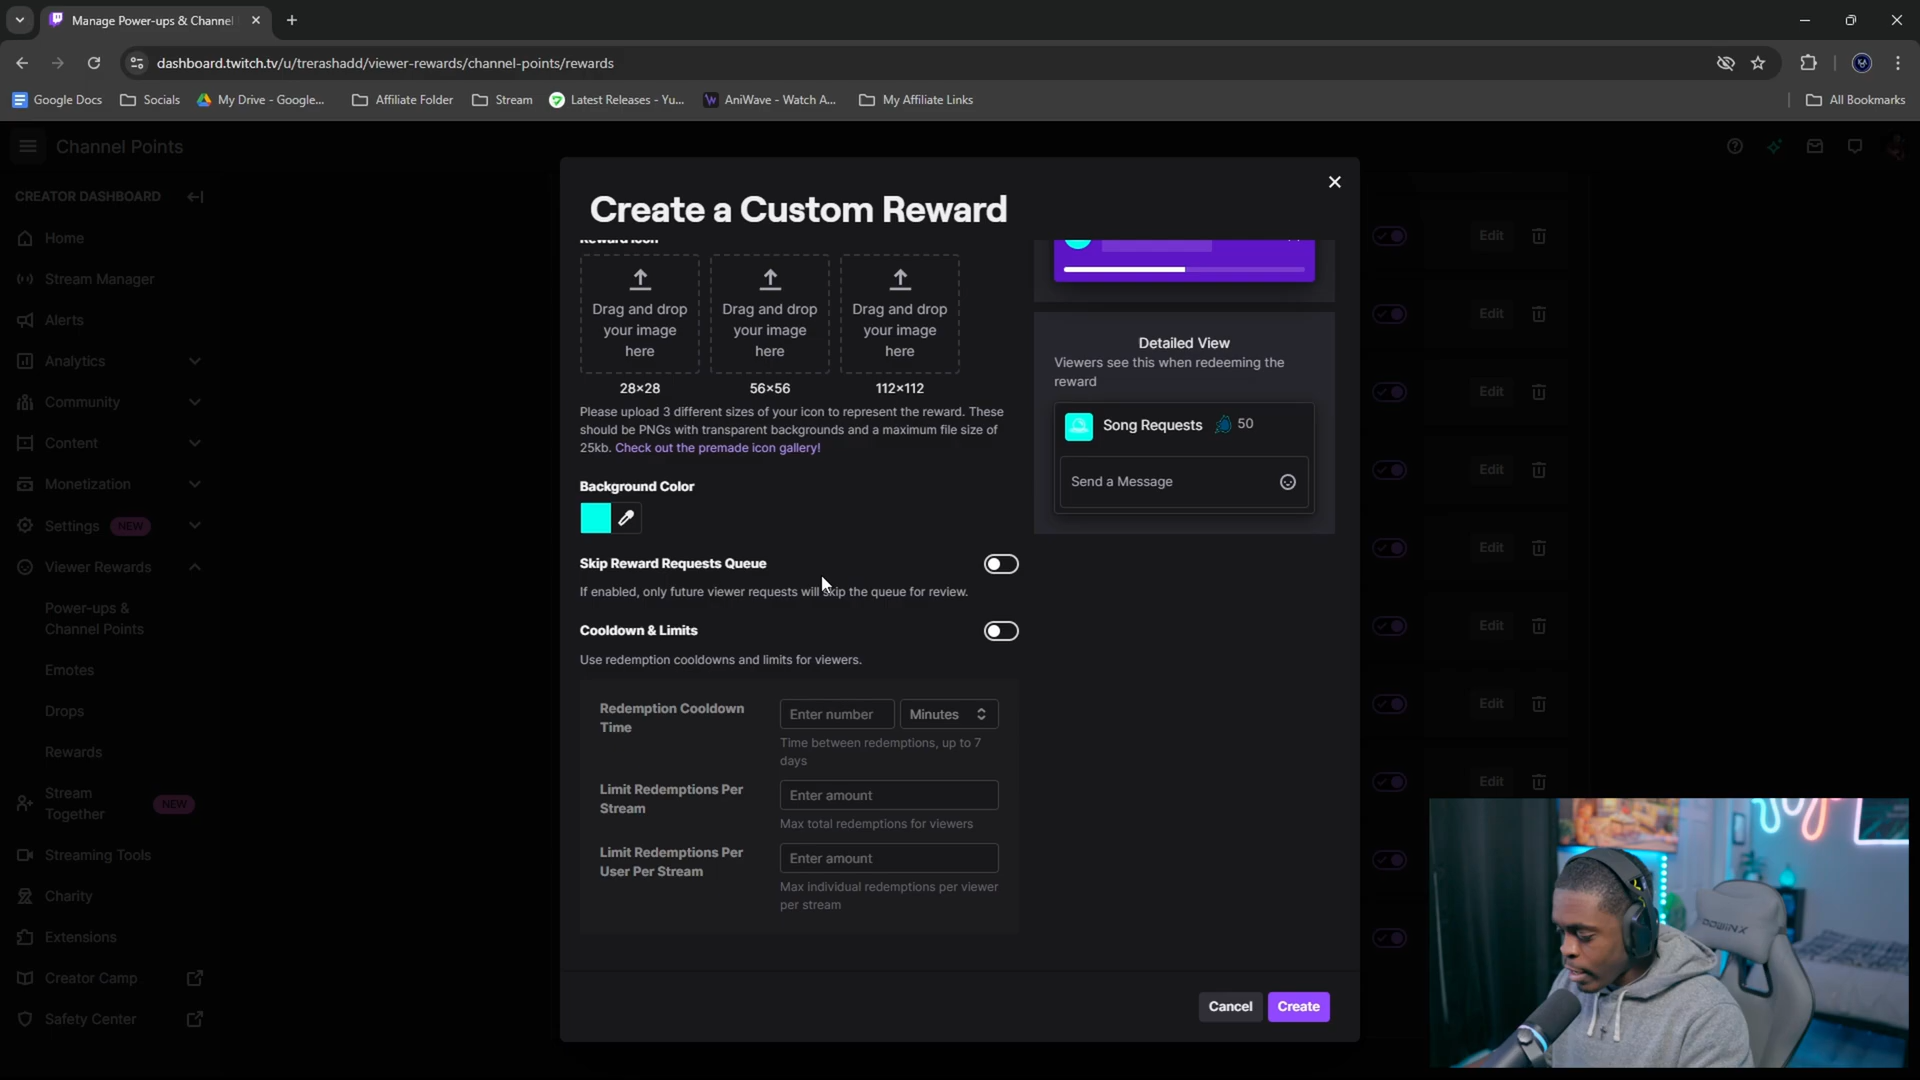 Manage Power-ups & Channel
dashboard.twitch.tv/u/trerashadd/viewer-rewards/channel-points/rewards
Google Docs
Socials
My Drive - Google...
Affiliate Folder
Stream
Latest Releases - Yu...
AniWave - Watch A...
My Affiliate Links
All Bookmarks
Channel Points
CREATOR DASHBOARD
Home
Stream Manager
Alerts
Analytics
Community
Content
Monetization
Settings NEW
Viewer Rewards
Power-ups &
Channel Points
Emotes
Drops
Rewards
Stream
Together
NEW
Streaming Tools
Charity
Extensions
Creator Camp
Safety Center
Create a Custom Reward
Reward Icon
Drag and drop
your image
here
28×28
Drag and drop
your image
here
56×56
Drag and drop
your image
here
112×112
Please upload 3 different sizes of your icon to represent the reward. These
should be PNGs with transparent backgrounds and a maximum file size of
25kb. Check out the premade icon gallery!
Background Color
Skip Reward Requests Queue
If enabled, only future viewer requests will skip the queue for review.
Cooldown & Limits
Use redemption cooldowns and limits for viewers.
Redemption Cooldown
Time
Enter number
Minutes
Time between redemptions, up to 7
days
Limit Redemptions Per
Stream
Enter amount
Max total redemptions for viewers
Limit Redemptions Per
User Per Stream
Enter amount
Max individual redemptions per viewer
per stream
Detailed View
Viewers see this when redeeming the
reward
Song Requests 50
Send a Message
Cancel
Create
Edit
Edit
Edit
Edit
Edit
Edit
Edit
Edit